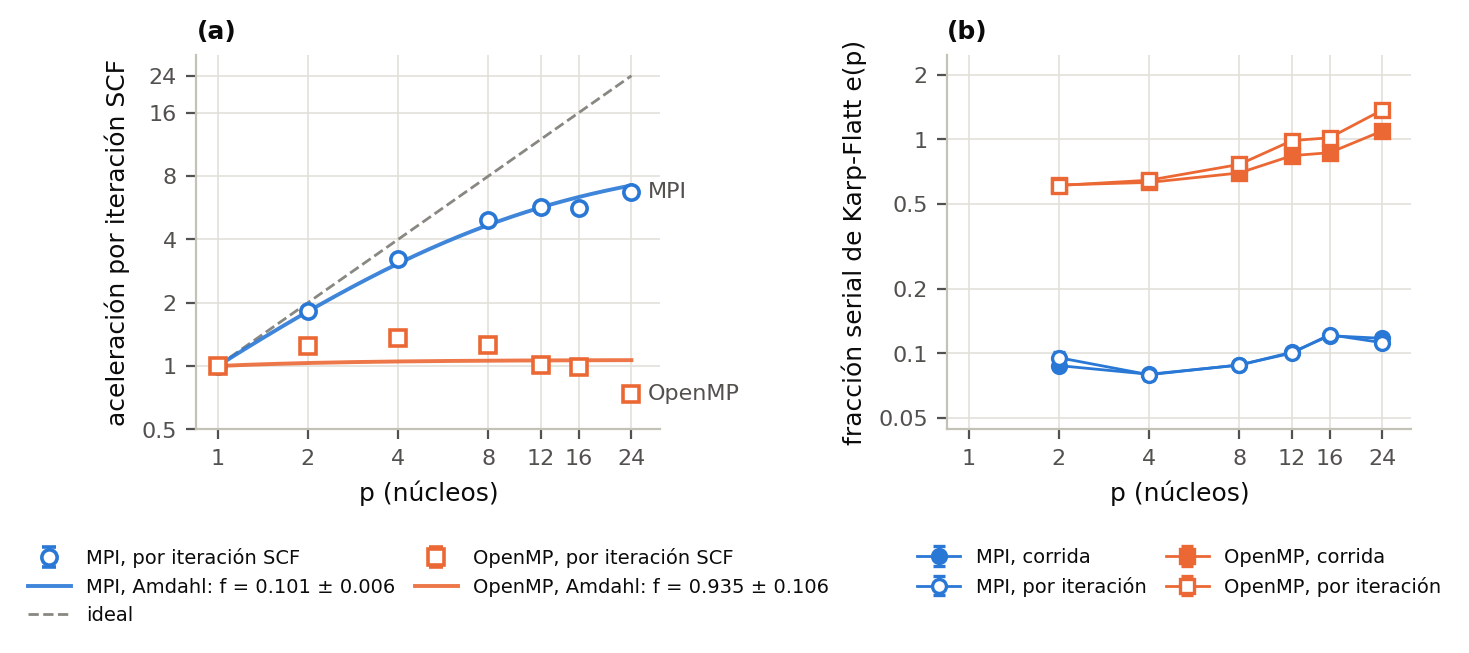 (a)
aceleración por iteración SCF
24
16
8
4
2
1
0.5
MPI
OpenMP
1 2 4 8 12 16 24
p (núcleos)
MPI, por iteración SCF
MPI, Amdahl: f = 0.101 ± 0.006
ideal
OpenMP, por iteración SCF
OpenMP, Amdahl: f = 0.935 ± 0.106
(b)
fracción serial de Karp-Flatt e(p)
2
1
0.5
0.2
0.1
0.05
1 2 4 8 12 16 24
p (núcleos)
MPI, corrida
MPI, por iteración
OpenMP, corrida
OpenMP, por iteración